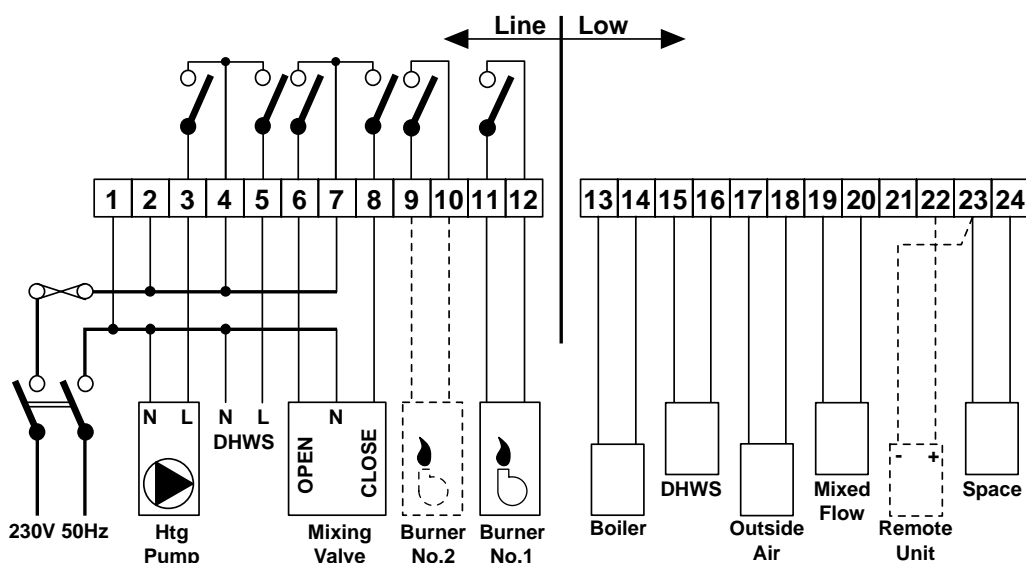 Line Low
1 2 3 4 5 6 7 8 9 10 11 12 13 14 15 16 17 18 19 20 21 22 23 24
N L N L N
DHWS
OPEN
CLOSE
- +
230V 50Hz
Htg
Pump
Mixing
Valve
Burner
No.2
Burner
No.1
Boiler
DHWS
Outside
Air
Mixed
Flow
Remote
Unit
Space